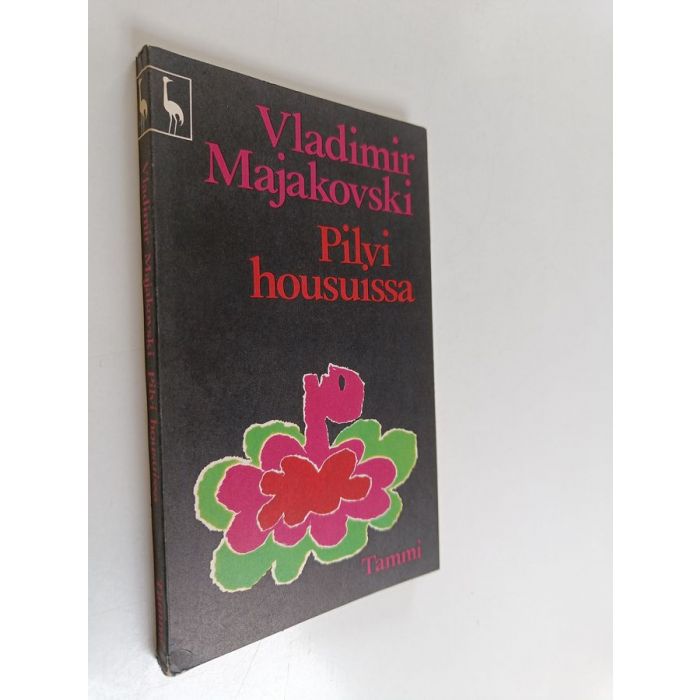 Vladimir
Majakovski
Pilvi
housuissa
Tammi
Vladimir Majakovski Pilvi housuissa Tammi